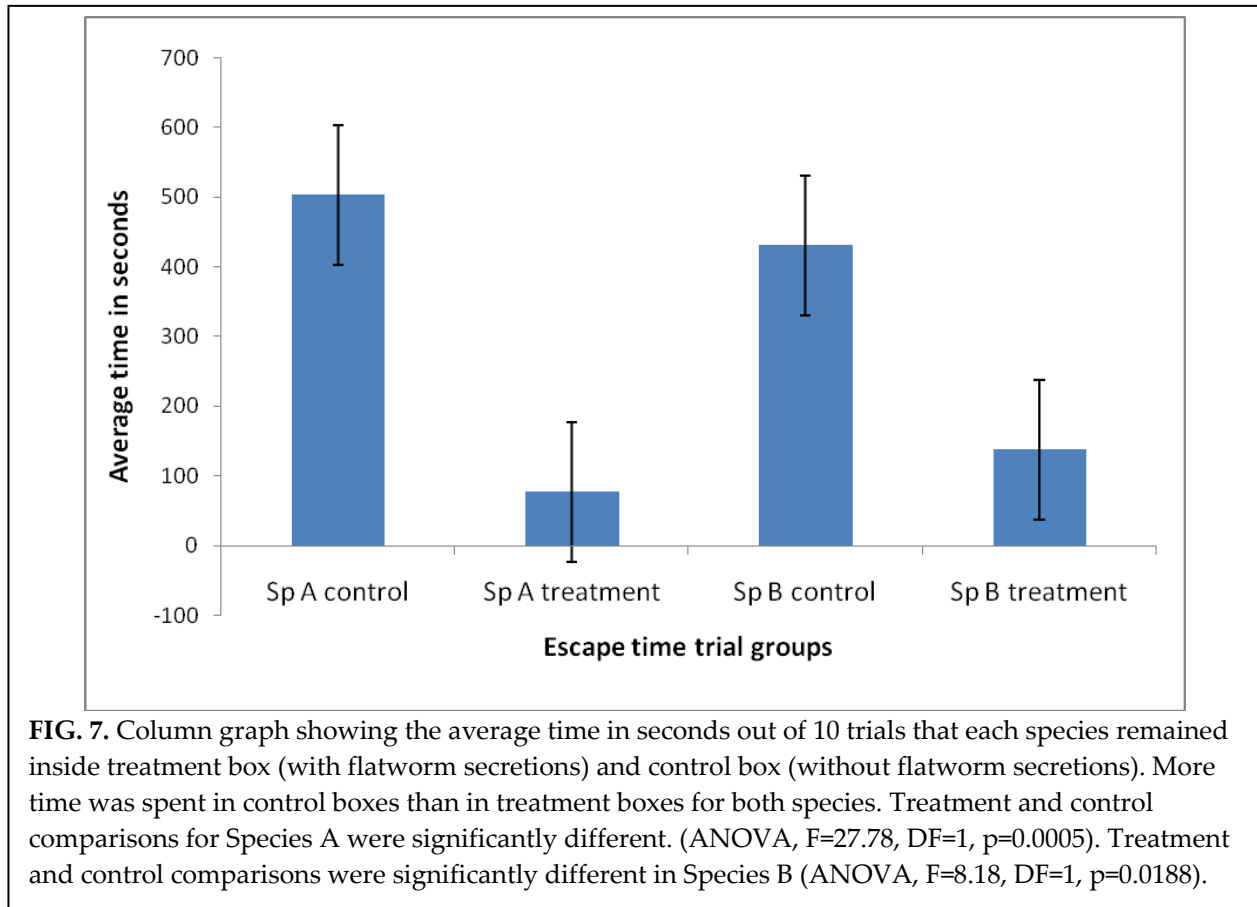 700
600
500
400
300
200
100
0
-100
Average time in seconds
Sp A control Sp A treatment Sp B control Sp B treatment
Escape time trial groups
FIG. 7. Column graph showing the average time in seconds out of 10 trials that each species remained
inside treatment box (with flatworm secretions) and control box (without flatworm secretions). More
time was spent in control boxes than in treatment boxes for both species. Treatment and control
comparisons for Species A were significantly different. (ANOVA, F=27.78, DF=1, p=0.0005). Treatment
and control comparisons were significantly different in Species B (ANOVA, F=8.18, DF=1, p=0.0188).